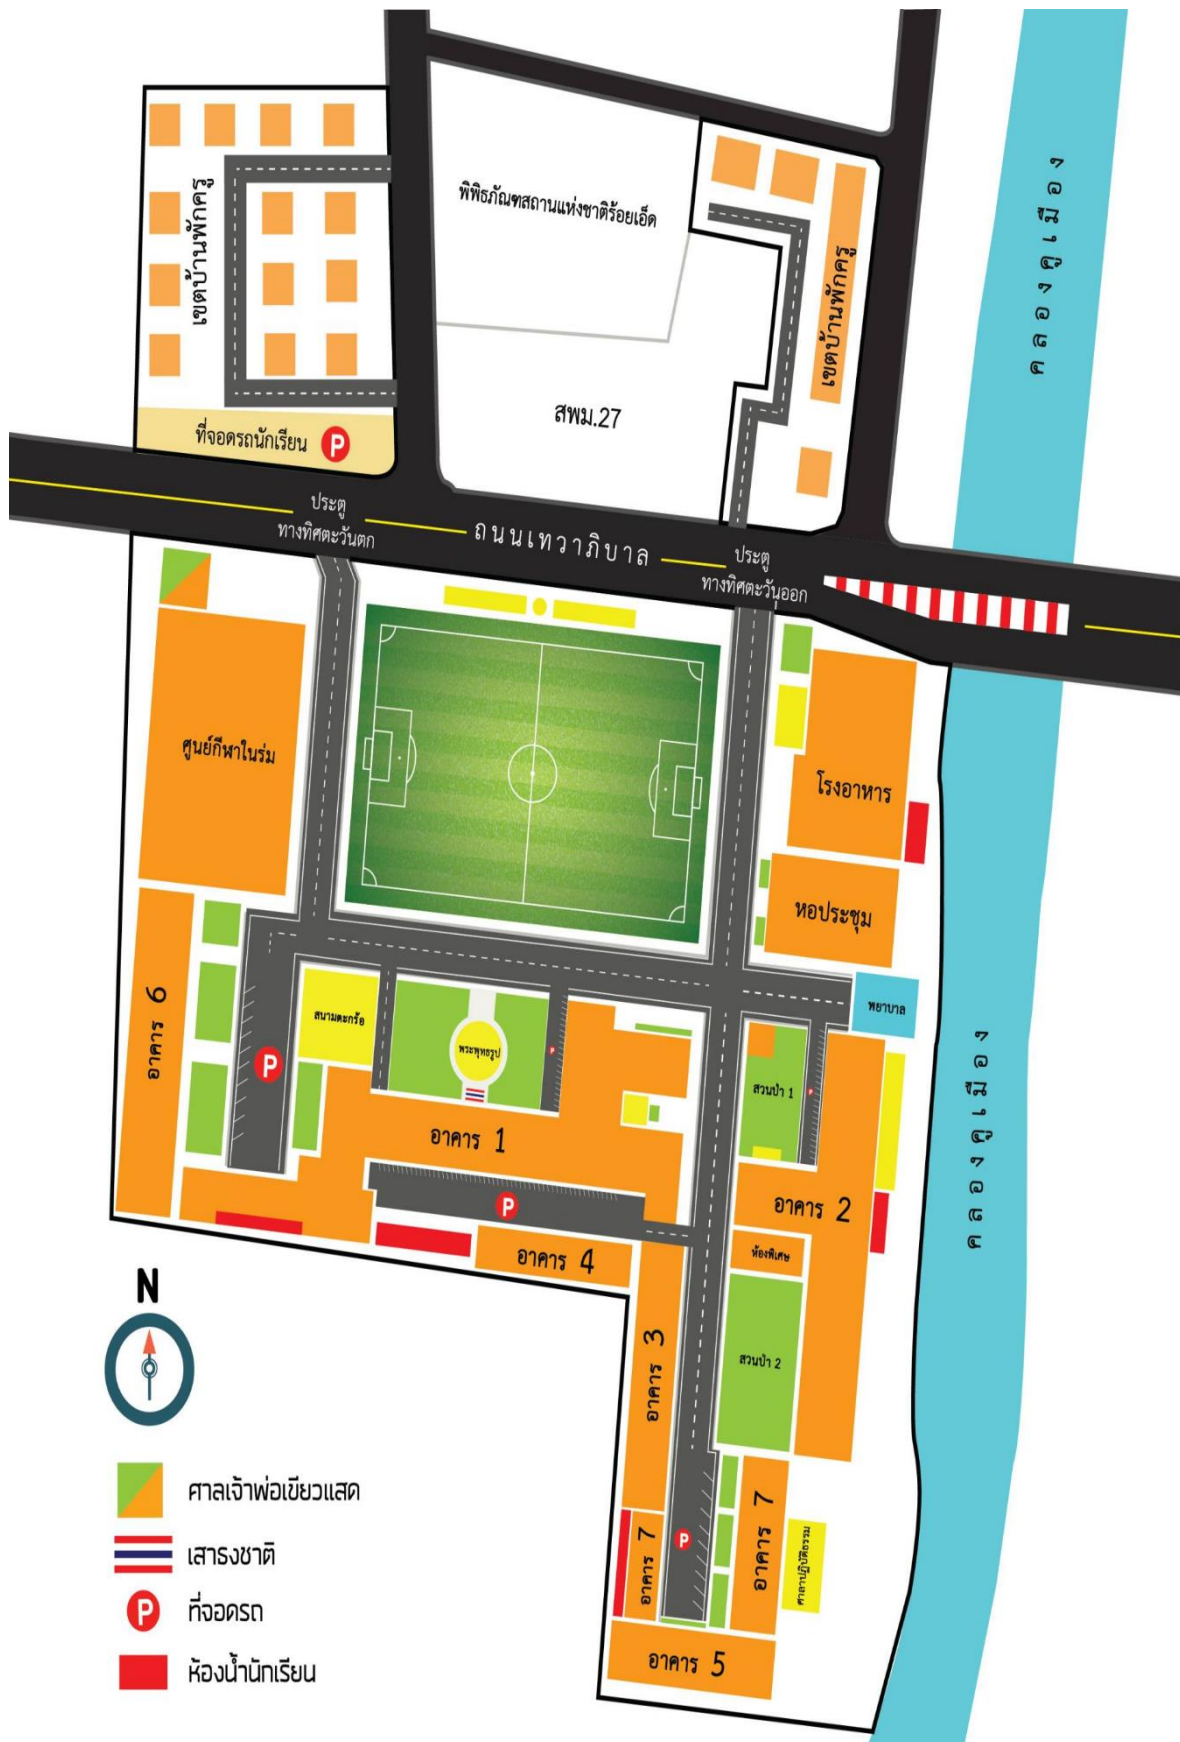 พิพิธภัณฑสถานแห่งชาติร้อยเอ็ด
เขตบ้านพักครู
เขตบ้านพักครู
คลองคูเมือง
สพม.27
ที่จอดรถนักเรียน P
ประตู
ทางทิศตะวันตก
ถนนเทวาภิบาล
ประตู
ทางทิศตะวันออก
ศูนย์กีฬาในร่ม
โรงอาหาร
หอประชุม
อาคาร 6
P
สนามตะกร้อ
พระพุทธรูป
P
พยาบาล
สวนป่า 1
P
คลองคูเมือง
อาคาร 1
P
อาคาร 2
อาคาร 4
ห้องพิเศษ
อาคาร 3
สวนป่า 2
N
อาคาร 7
P
อาคาร 7
ศาลาปฏิบัติธรรม
อาคาร 5
ศาลเจ้าพ่อเขียวแสด
เสาธงชาติ
P ที่จอดรถ
ห้องน้ำนักเรียน